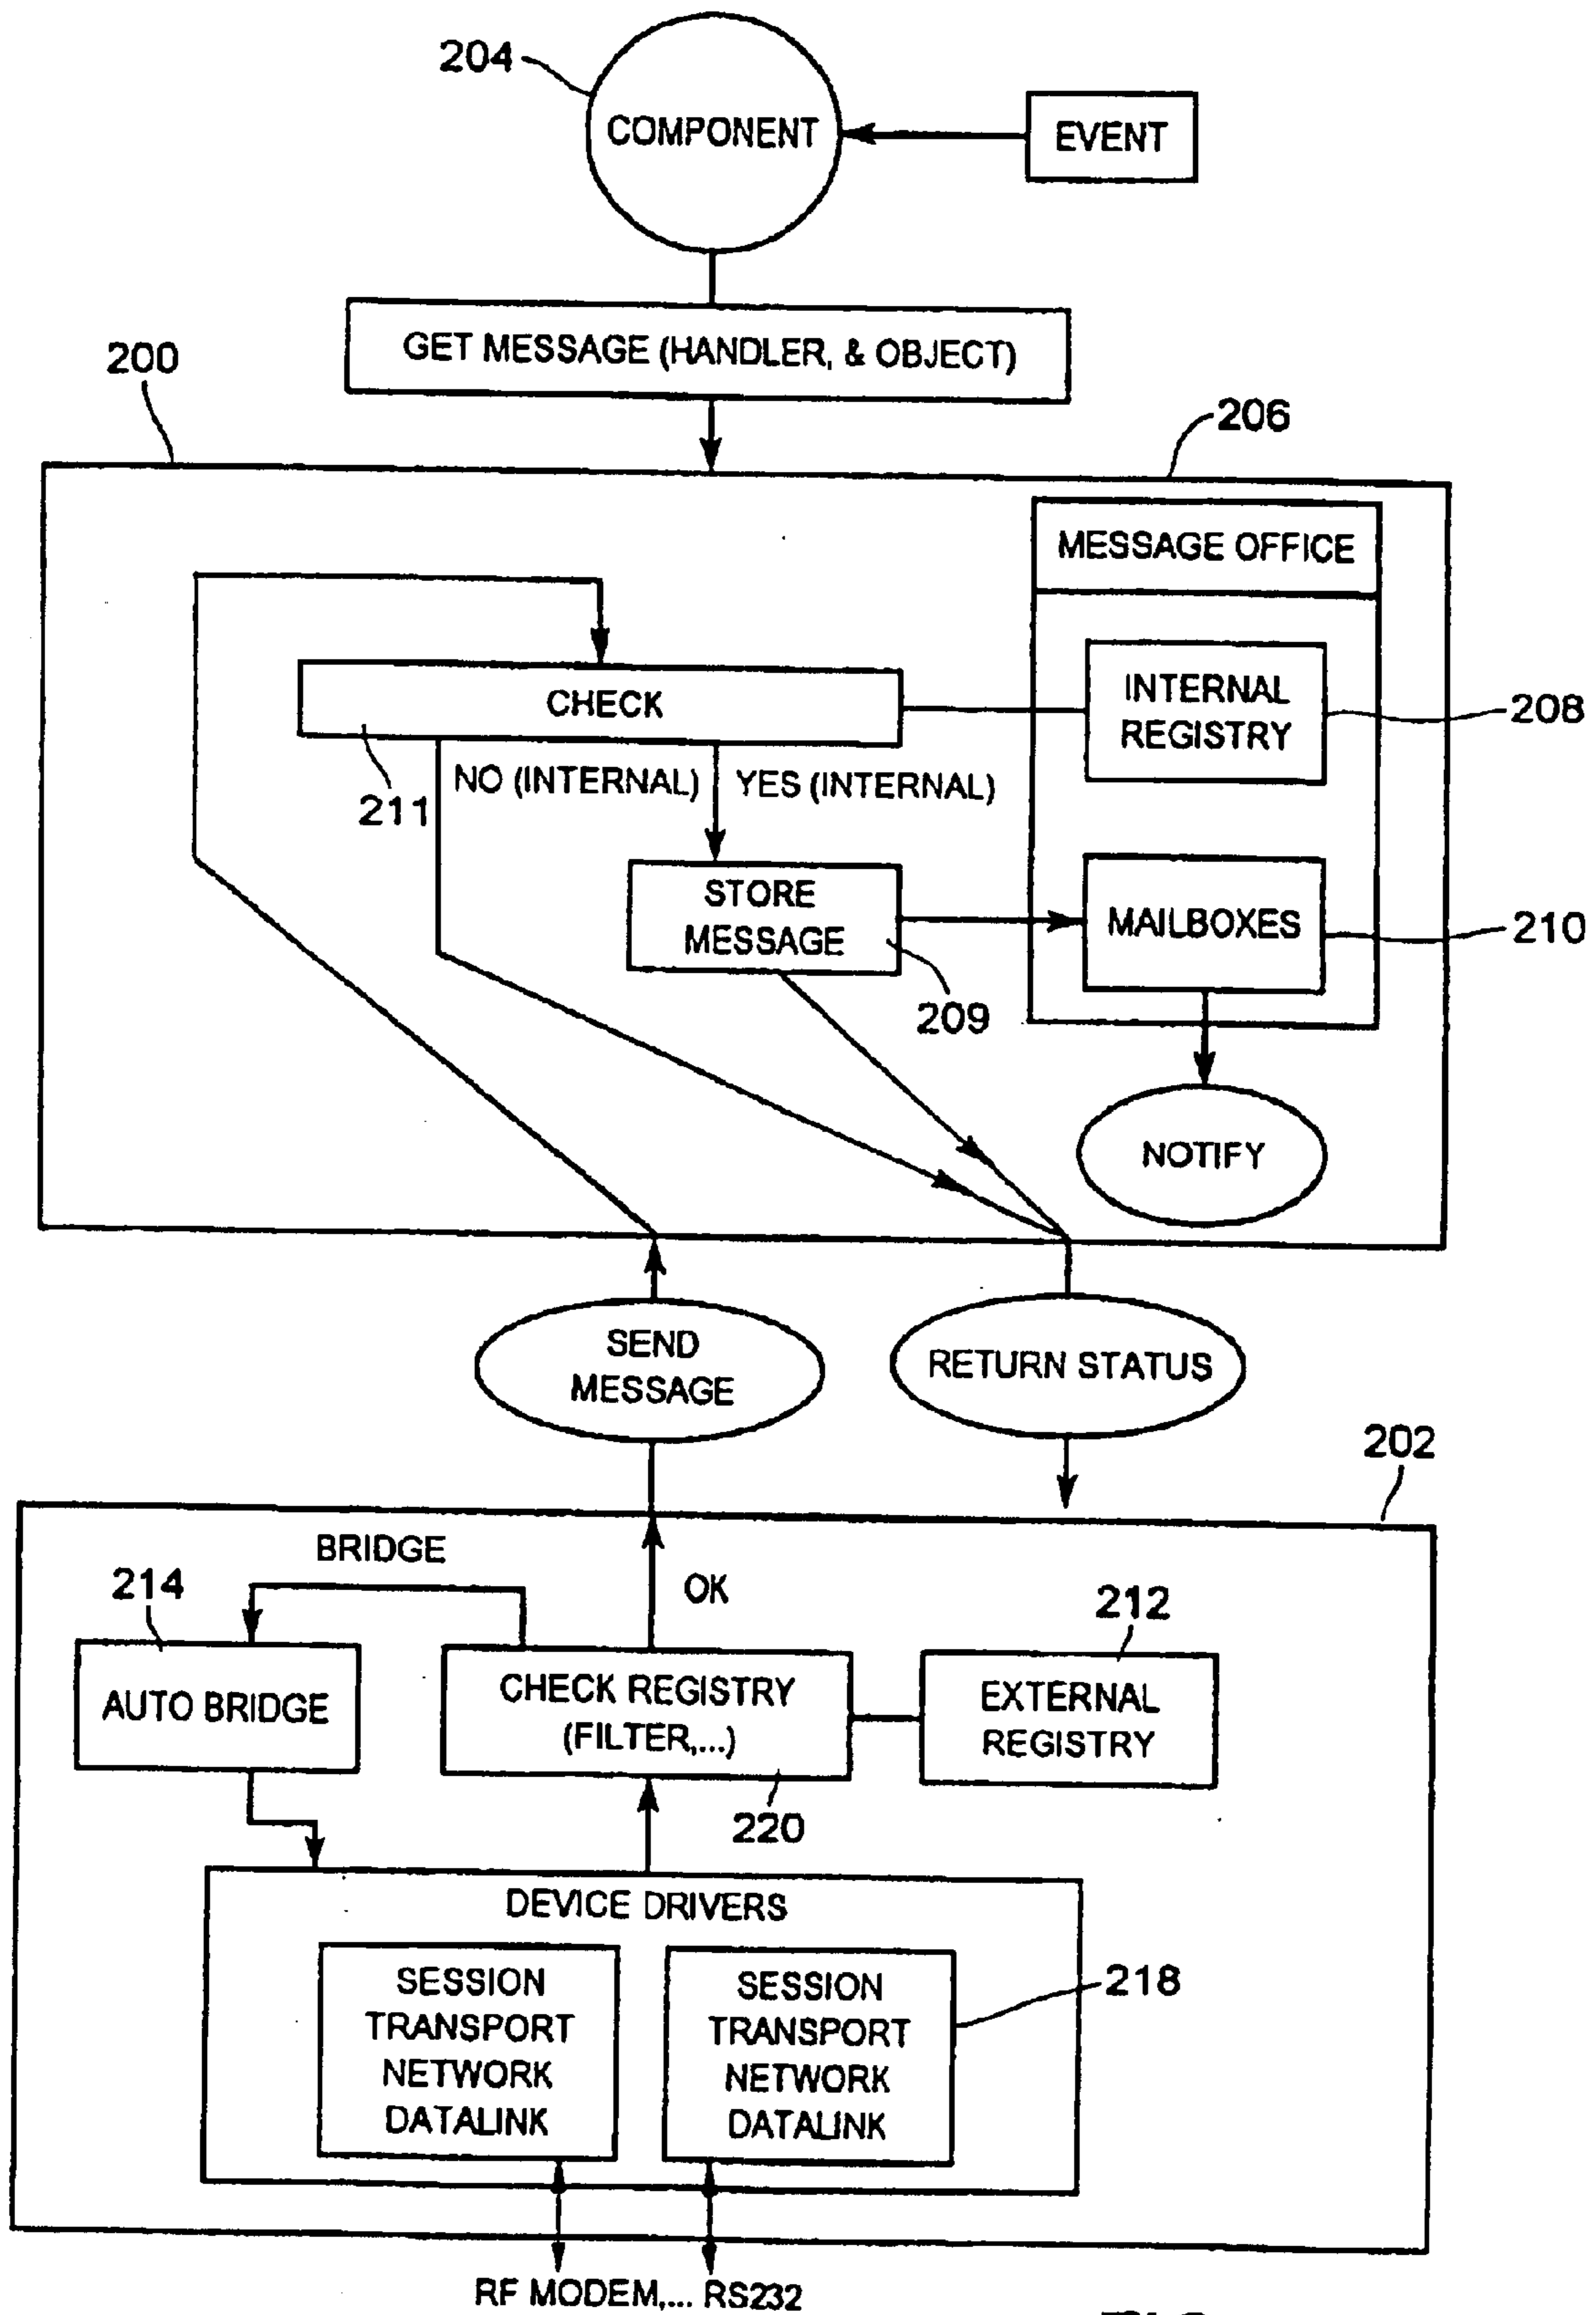 204
COMPONENT
EVENT
GET MESSAGE (HANDLER, & OBJECT)
200
206
MESSAGE OFFICE
CHECK
INTERNAL
REGISTRY
208
211
NO (INTERNAL)
YES (INTERNAL)
STORE
MESSAGE
MAILBOXES
210
209
NOTIFY
SEND
MESSAGE
RETURN STATUS
202
BRIDGE
OK
214
212
AUTO BRIDGE
CHECK REGISTRY
(FILTER,...)
EXTERNAL
REGISTRY
220
DEVICE DRIVERS
SESSION
TRANSPORT
NETWORK
DATALINK
SESSION
TRANSPORT
NETWORK
DATALINK
218
RF MODEM,... RS232